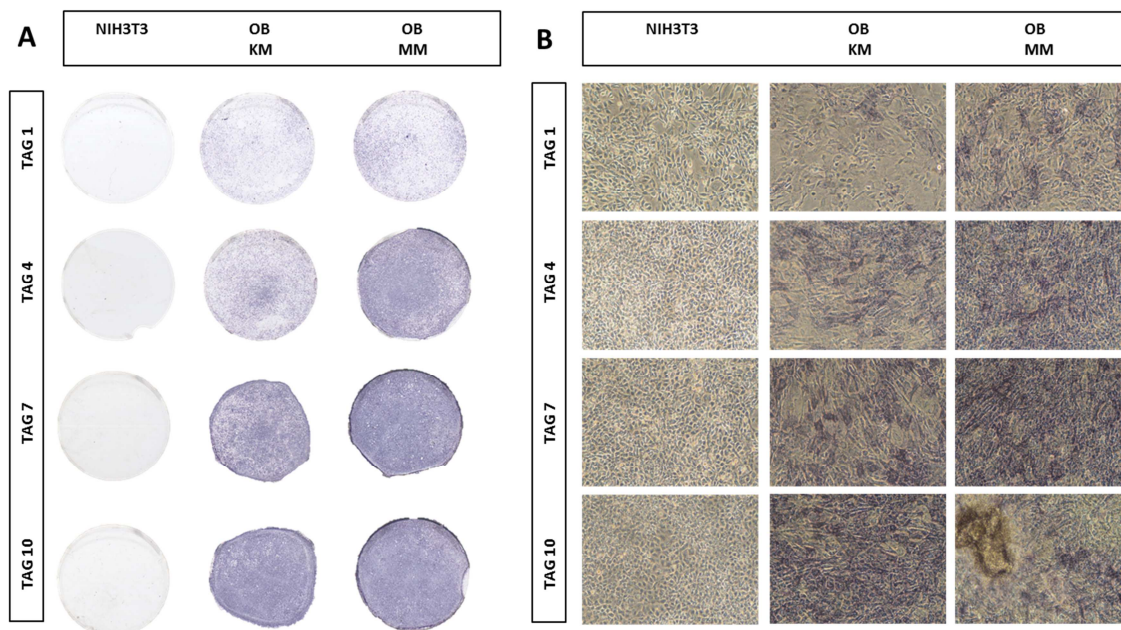 A
NIH3T3
OB
KM
OB
MM
TAG 1
TAG 4
TAG 7
TAG 10
B
NIH3T3
OB
KM
OB
MM
TAG 1
TAG 4
TAG 7
TAG 10